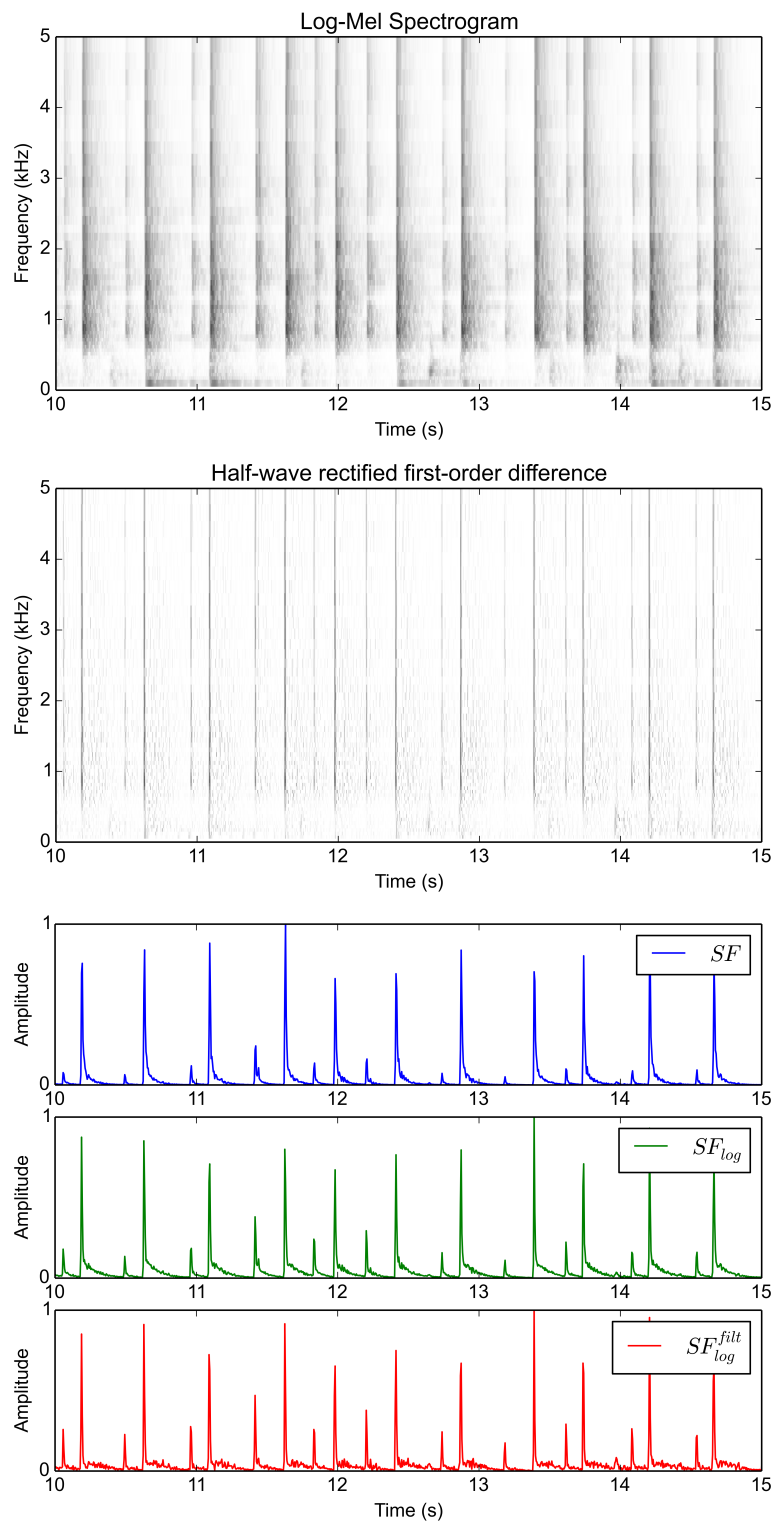 Log-Mel Spectrogram
5
4
3
2
1
0
Frequency (kHz)
10 11 12 13 14 15
Time (s)
Half-wave rectified first-order difference
5
4
3
2
1
0
Frequency (kHz)
10 11 12 13 14 15
Time (s)
1
0
Amplitude
SF
10 11 12 13 14 15
1
0
Amplitude
SF_log
10 11 12 13 14 15
1
0
Amplitude
SF_log^filt
10 11 12 13 14 15
Time (s)